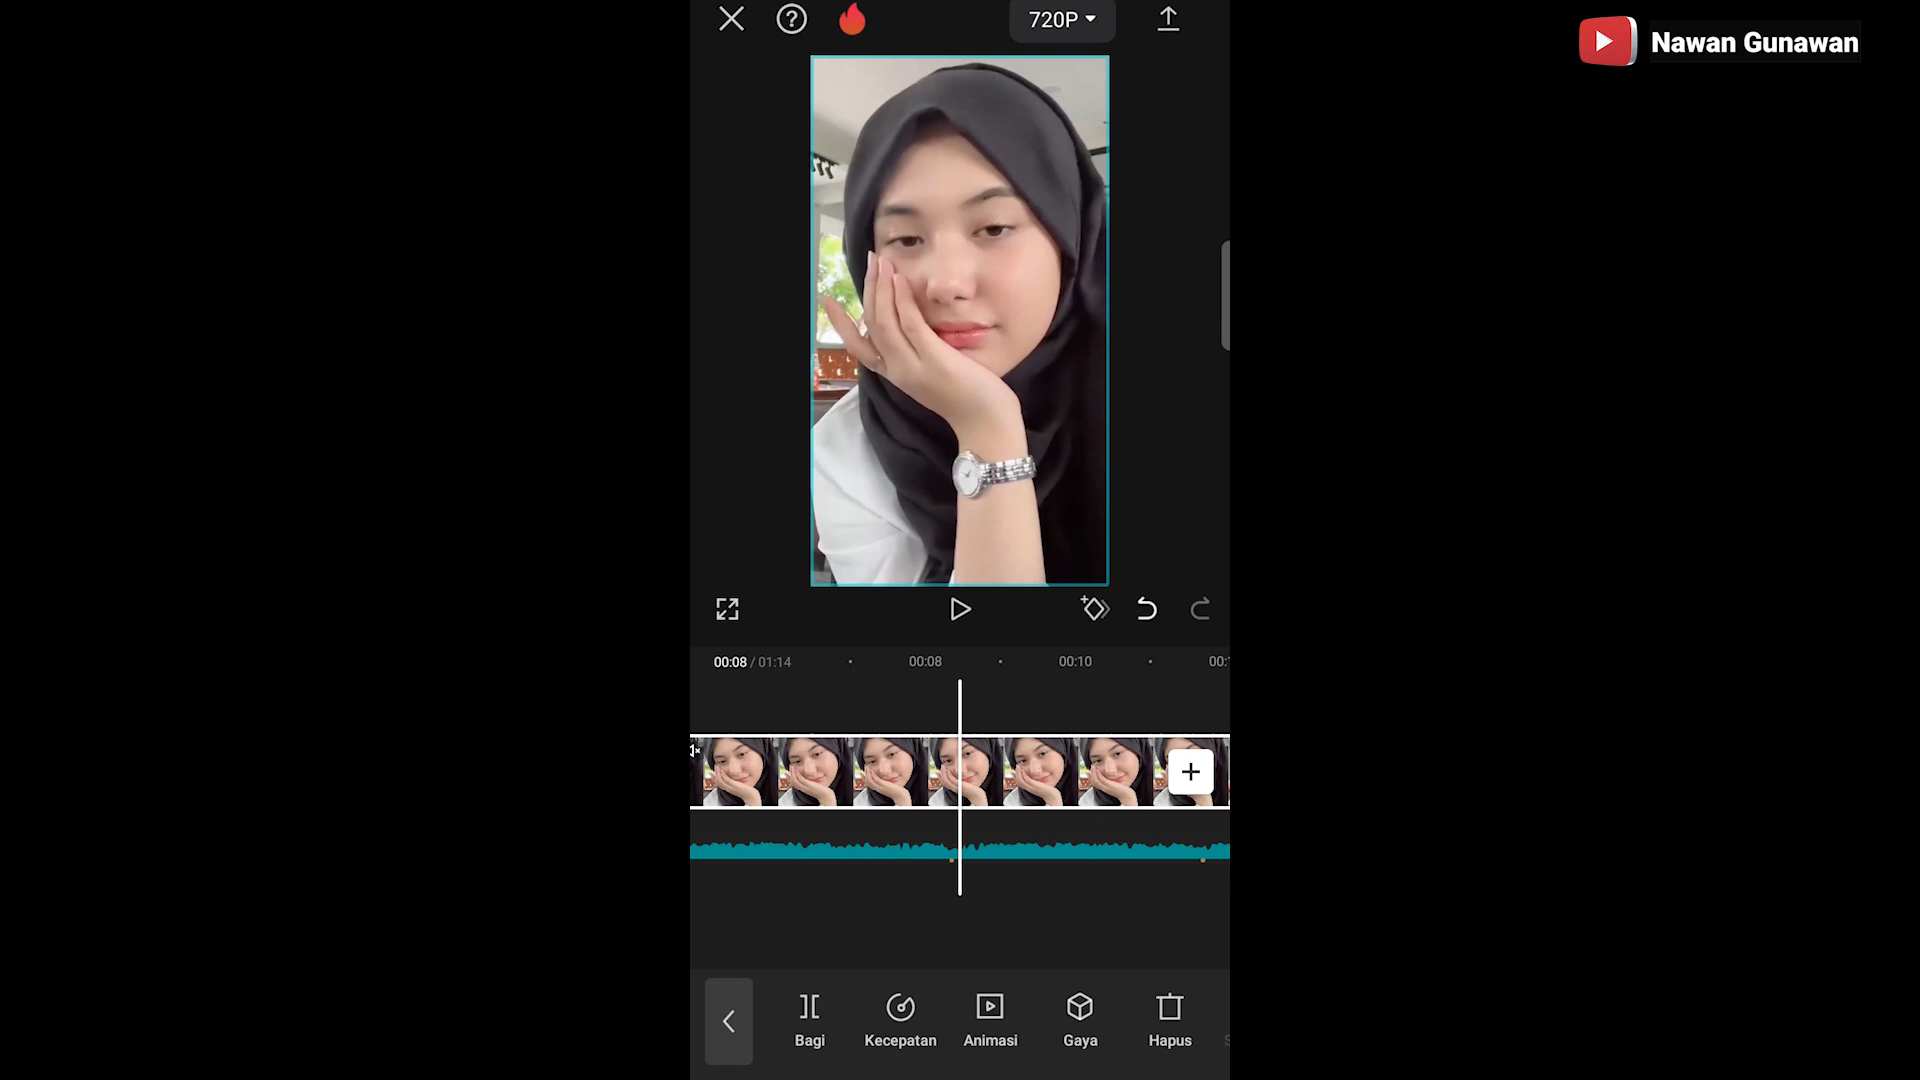 720P
Nawan Gunawan
00:08 / 01:14
00:08
00:10
Bagi
Kecepatan
Animasi
Gaya
Hapus